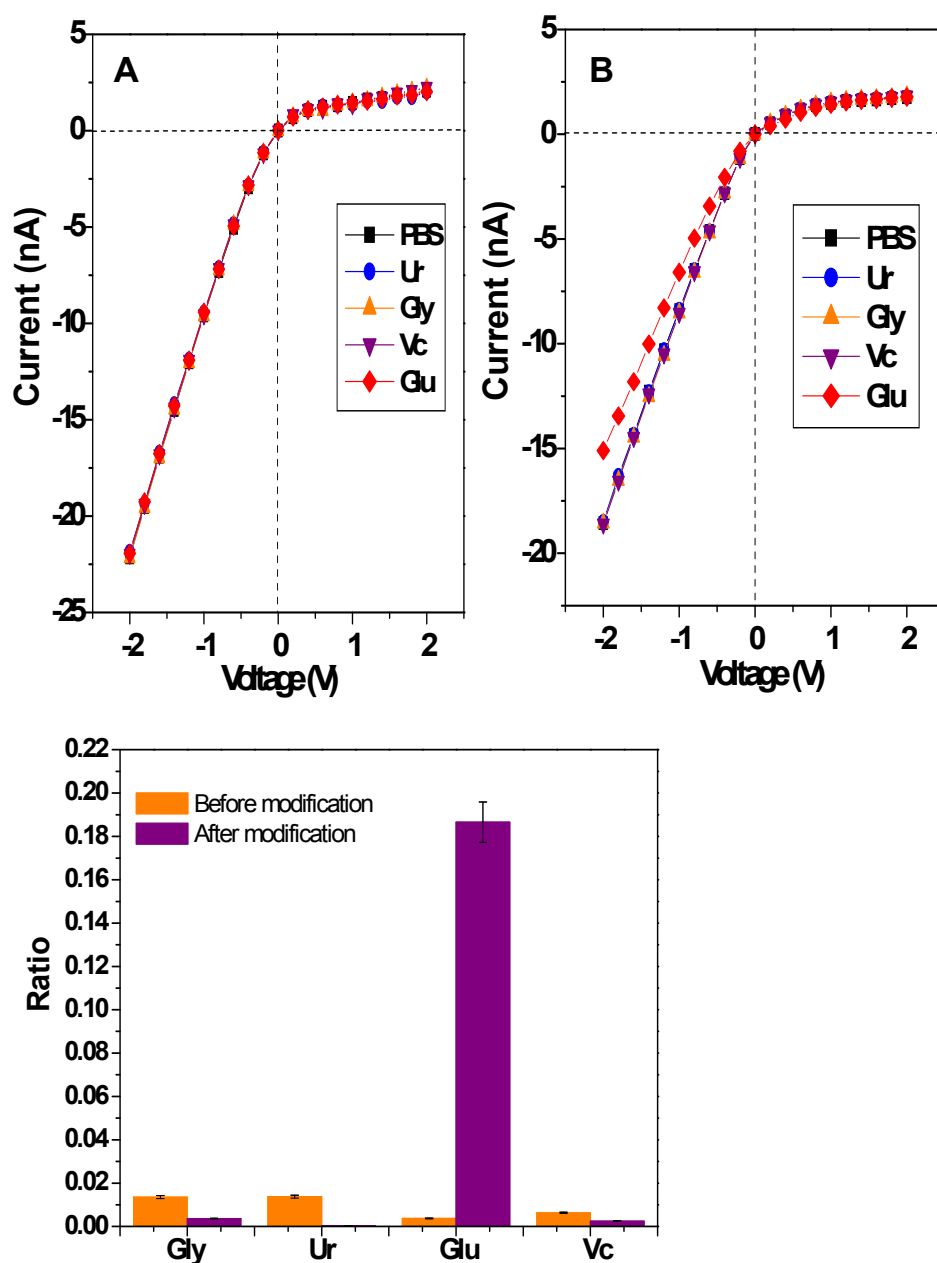 A
5
0
-5
-10
-15
-20
-25
-2 -1 0 1 2
Current (nA)
Voltage (V)
PBS
Ur
Gly
Vc
Glu
B
5
0
-5
-10
-15
-20
-2 -1 0 1 2
Current (nA)
Voltage (V)
PBS
Ur
Gly
Vc
Glu
0.22
0.20
0.18
0.16
0.14
0.12
0.10
0.08
0.06
0.04
0.02
0.00
Ratio
Before modification
After modification
Gly Ur Glu Vc